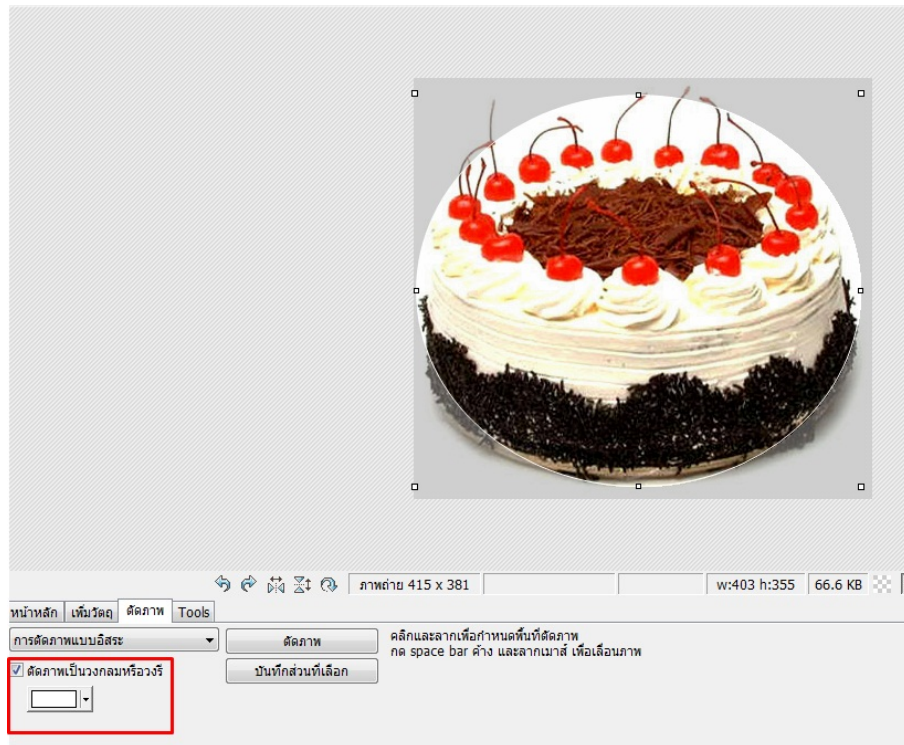 ภาพถ่าย 415 x 381
w:403 h:355
66.6 KB
หน้าหลัก เพิ่มวัตถุ ตัดภาพ Tools
การตัดภาพแบบอิสระ
ตัดภาพ
คลิกและลากเพื่อกำหนดพื้นที่ตัดภาพ
กด space bar ค้าง และลากเมาส์ เพื่อเลื่อนภาพ
ตัดภาพเป็นวงกลมหรือวงรี
บันทึกส่วนที่เลือก